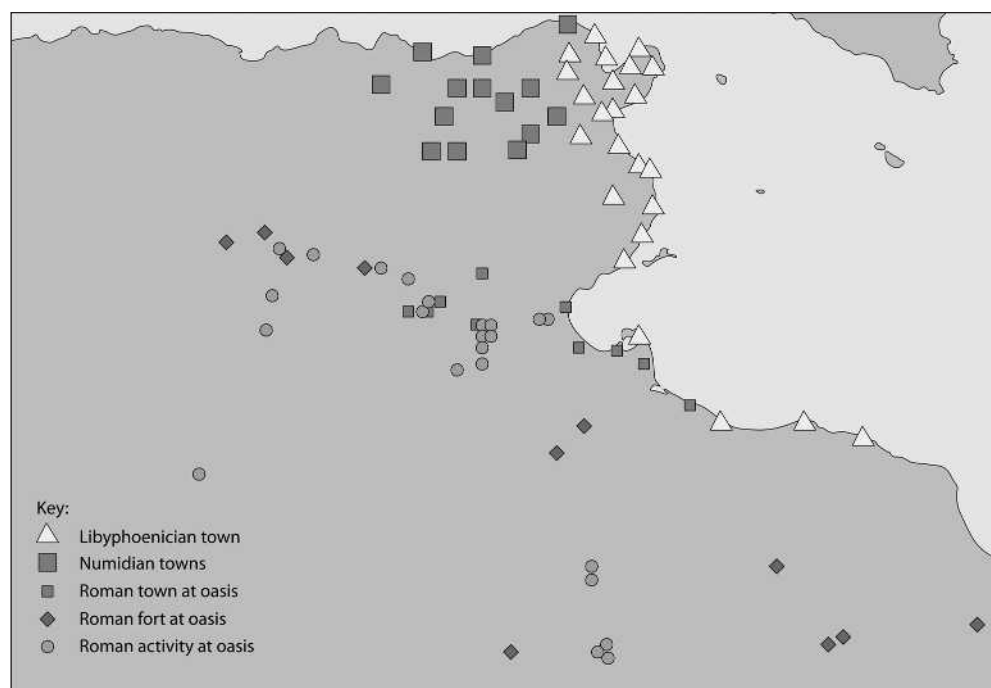 Key:
Libyphoenician town
Numidian towns
Roman town at oasis
Roman fort at oasis
Roman activity at oasis